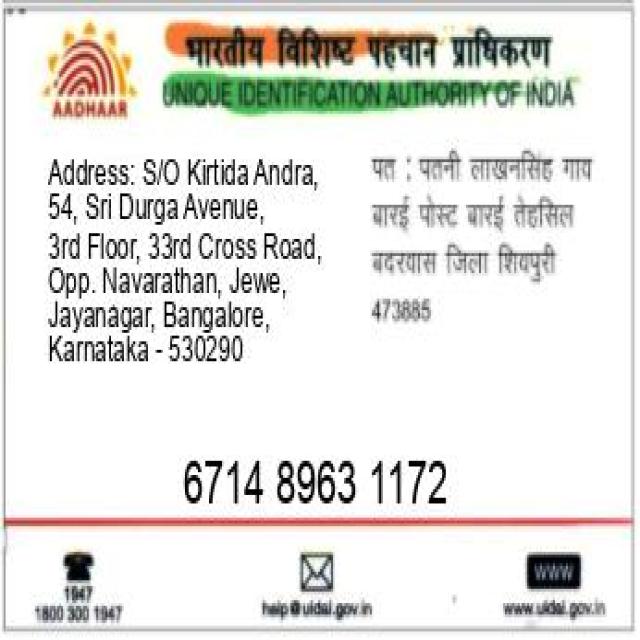 भारतीय विशिष्ट पहचान प्राधिकरण
UNIQUE IDENTIFICATION AUTHORITY OF INDIA
AADHAAR
Address: S/O Kirtida Andra,
54, Sri Durga Avenue,
3rd Floor, 33rd Cross Road,
Opp. Navarathan, Jewe,
Jayanagar, Bangalore,
Karnataka - 530290
पत : पतनी लाखनसिंह गाव
बारई पोस्ट बारई तेहसिल
बदरवास जिला शिवपुरी
473885
6714 8963 1172
1947
1800 300 1947
help@uidai.gov.in
www
www.uidai.gov.in